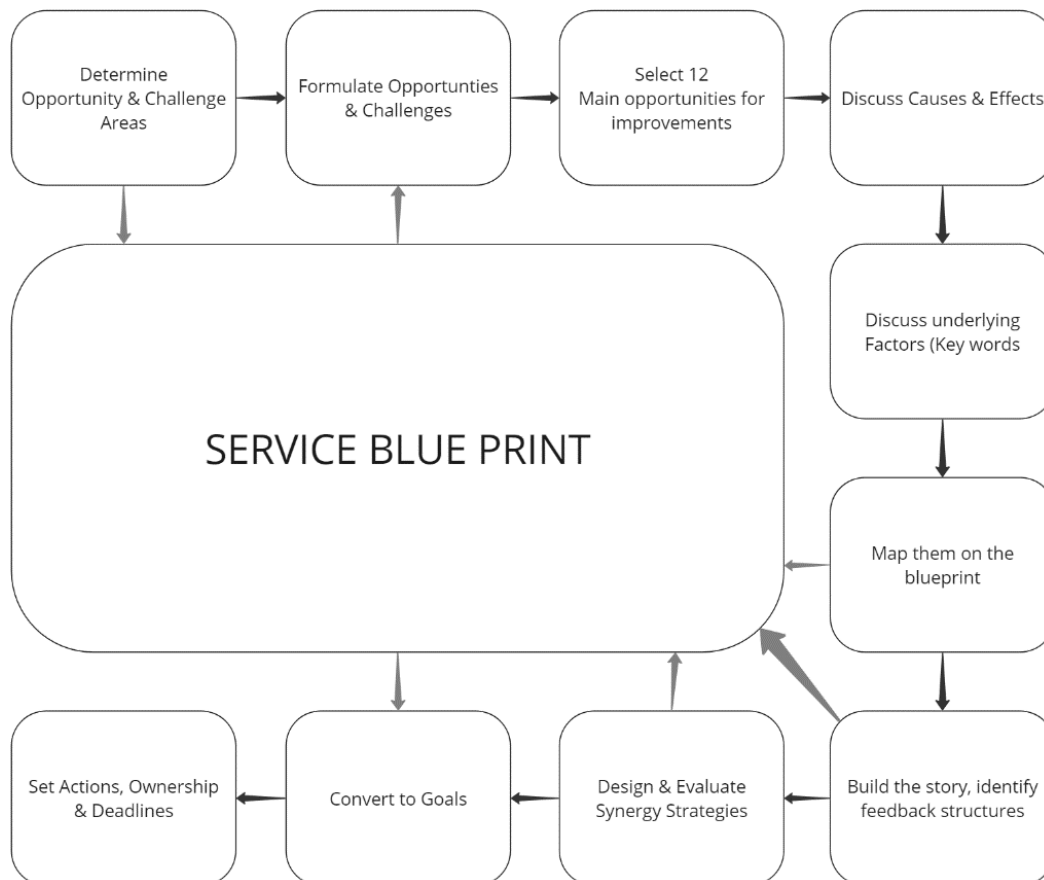 Determine
Opportunity & Challenge
Areas
Formulate Opportunties
& Challenges
Select 12
Main opportunities for
improvements
Discuss Causes & Effects
Discuss underlying
Factors (Key words
SERVICE BLUE PRINT
Map them on the
blueprint
Set Actions, Ownership
& Deadlines
Convert to Goals
Design & Evaluate
Synergy Strategies
Build the story, identify
feedback structures